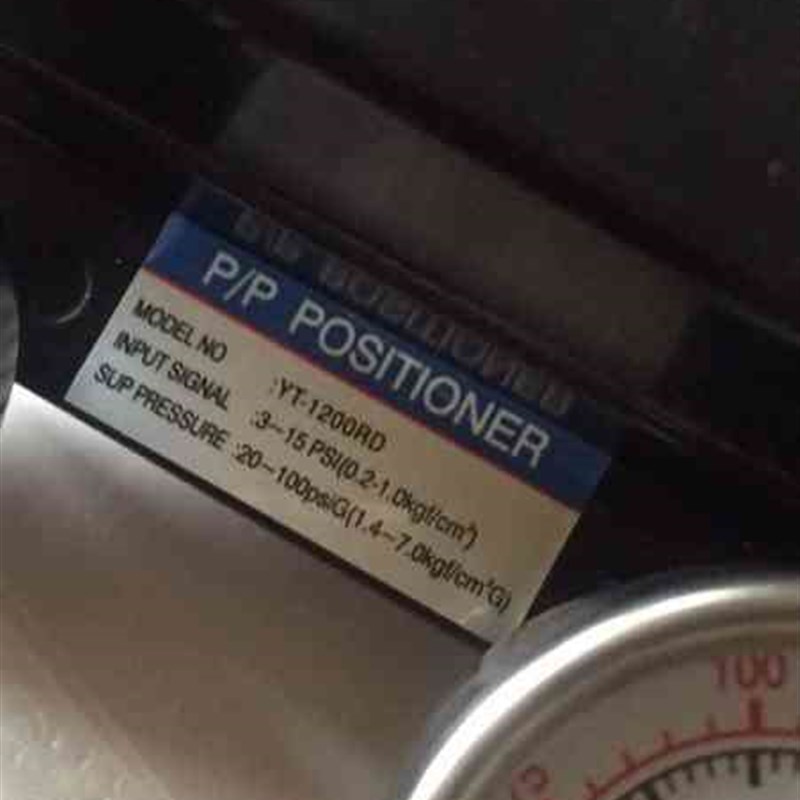 P/P POSITIONER
MODEL NO :YT-1200RD
INPUT SIGNAL :3~15 PSI(0.2-1.0kgf/cm²)
SUP PRESSURE :20~100psiG(1.4~7.0kgf/cm²G)
100